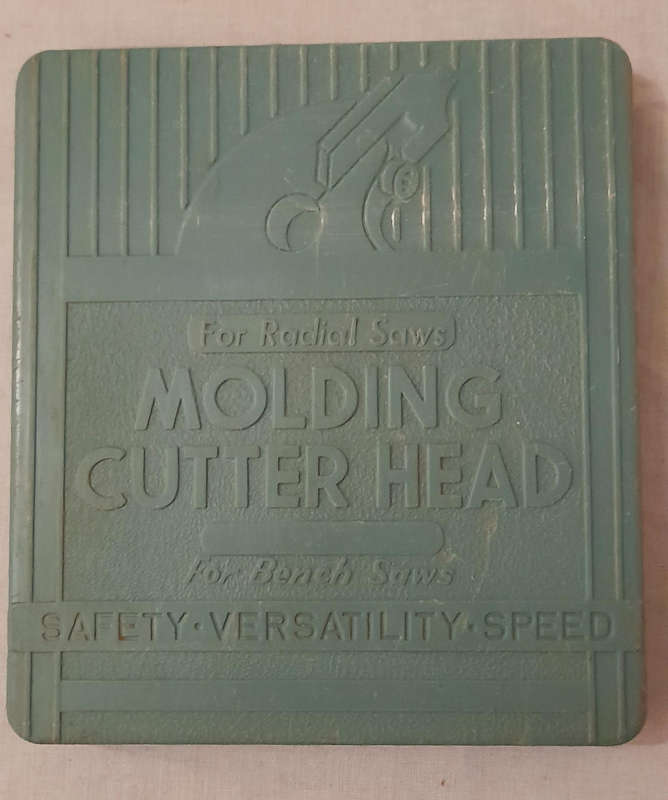 For Radial Saws
MOLDING
CUTTER HEAD
For Bench Saws
SAFETY·VERSATILITY·SPEED